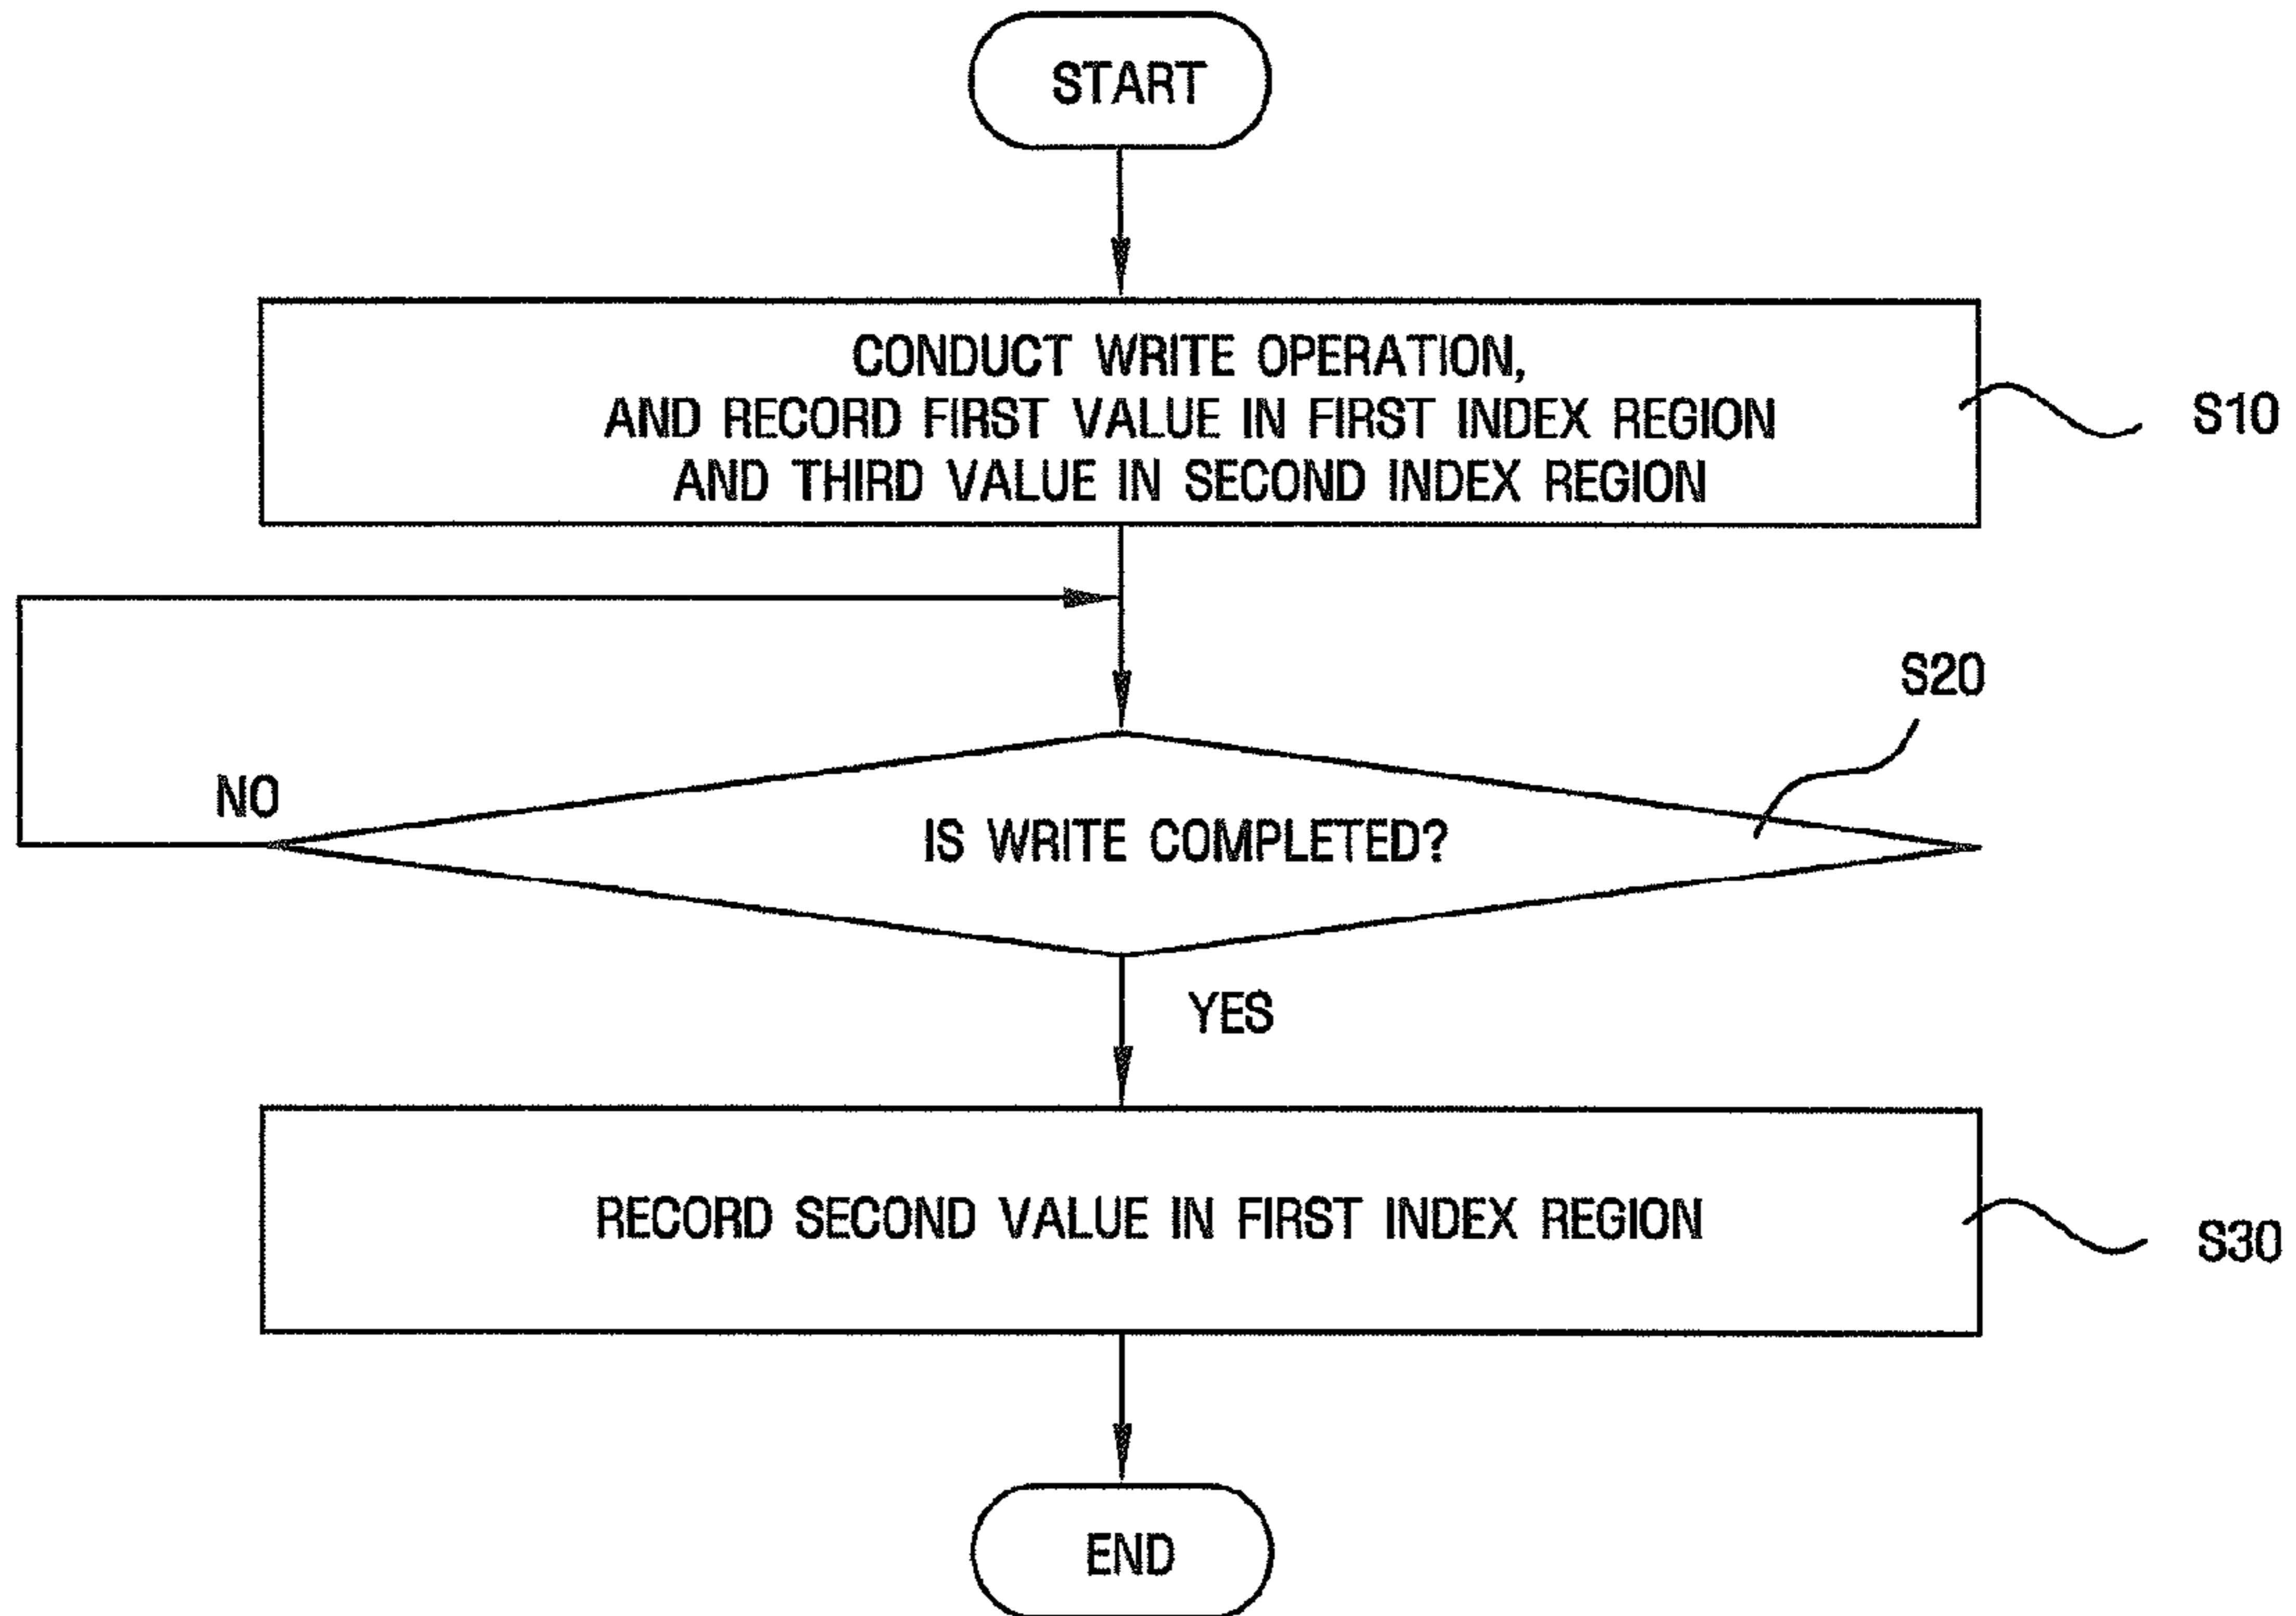 START
CONDUCT WRITE OPERATION,
AND RECORD FIRST VALUE IN FIRST INDEX REGION
AND THIRD VALUE IN SECOND INDEX REGION
S10
S20
NO
IS WRITE COMPLETED?
YES
RECORD SECOND VALUE IN FIRST INDEX REGION
S30
END